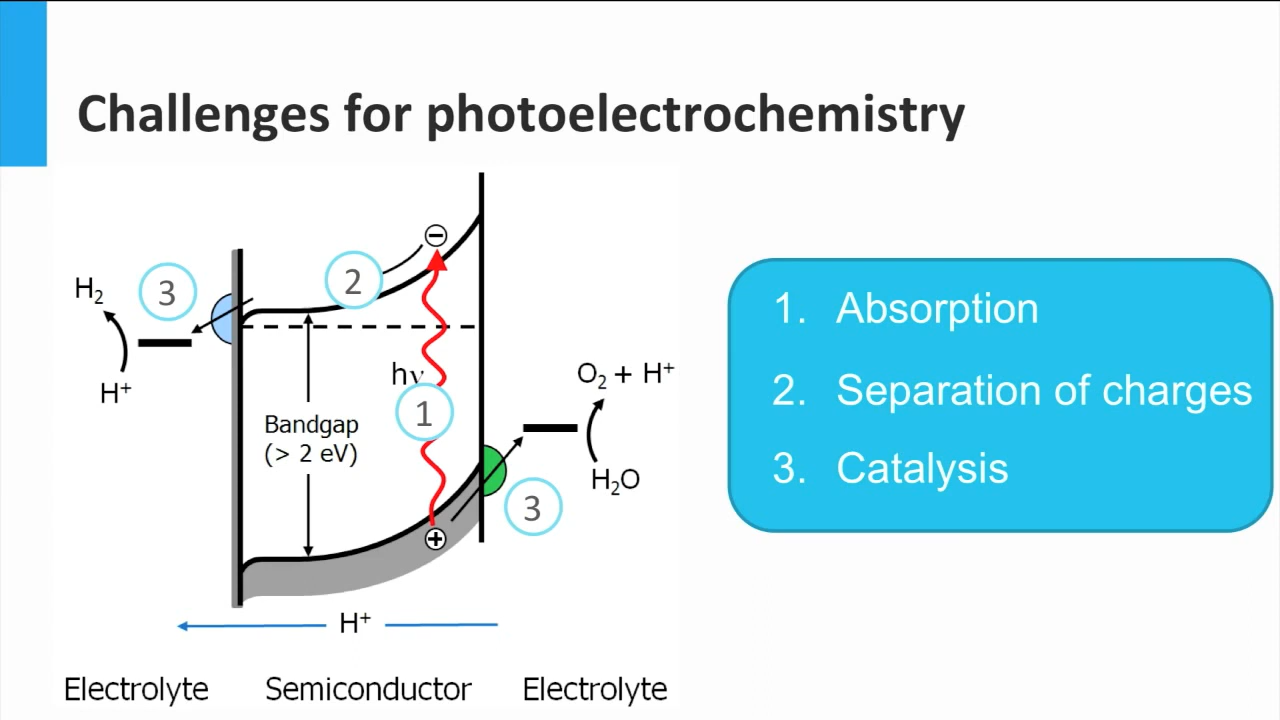 Challenges for photoelectrochemistry
H₂
3
H⁺
2
−
hν
1
Bandgap
(> 2 eV)
+
O₂ + H⁺
H₂O
3
H⁺
Electrolyte
Semiconductor
Electrolyte
1. Absorption
2. Separation of charges
3. Catalysis